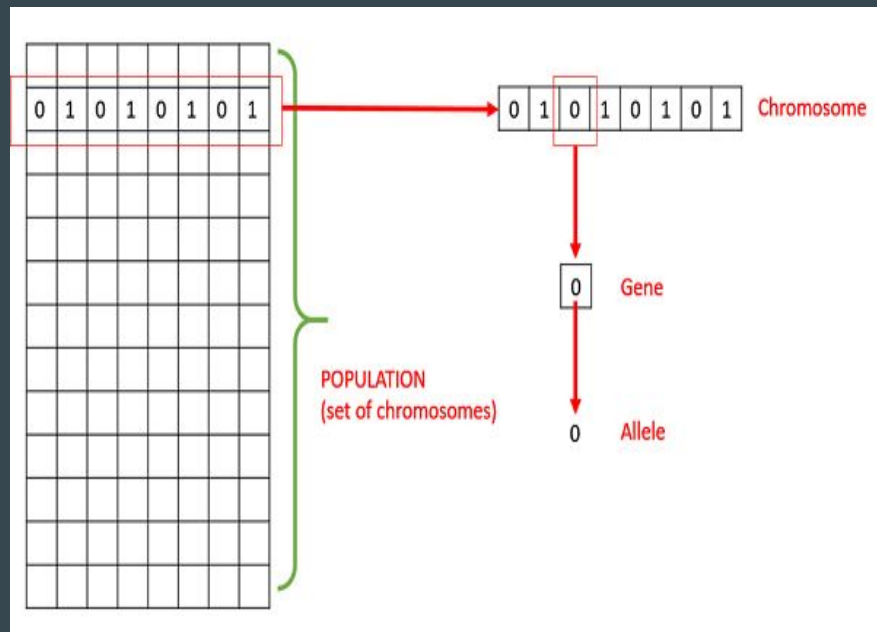 0 1 0 1 0 1 0 1
0 1 0 1 0 1 0 1 Chromosome
0 Gene
POPULATION
(set of chromosomes)
0 Allele